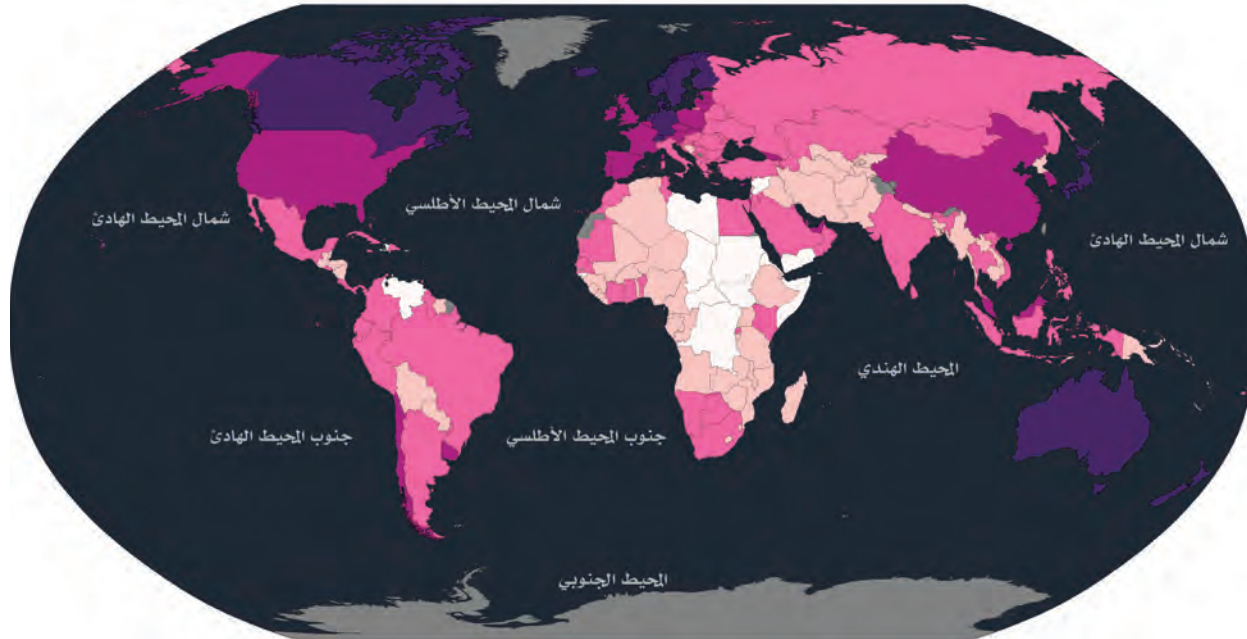 شمال المحيط الأطلسي
شمال المحيط الهادئ
شمال المحيط الهادئ
المحيط الهندي
جنوب المحيط الأطلسي
جنوب المحيط الهادئ
المحيط الجنوبي